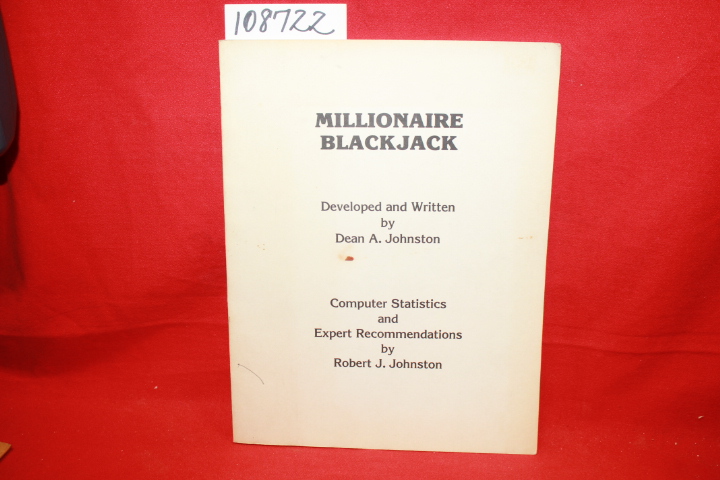 108722
MILLIONAIRE
BLACKJACK
Developed and Written
by
Dean A. Johnston
Computer Statistics
and
Expert Recommendations
by
Robert J. Johnston